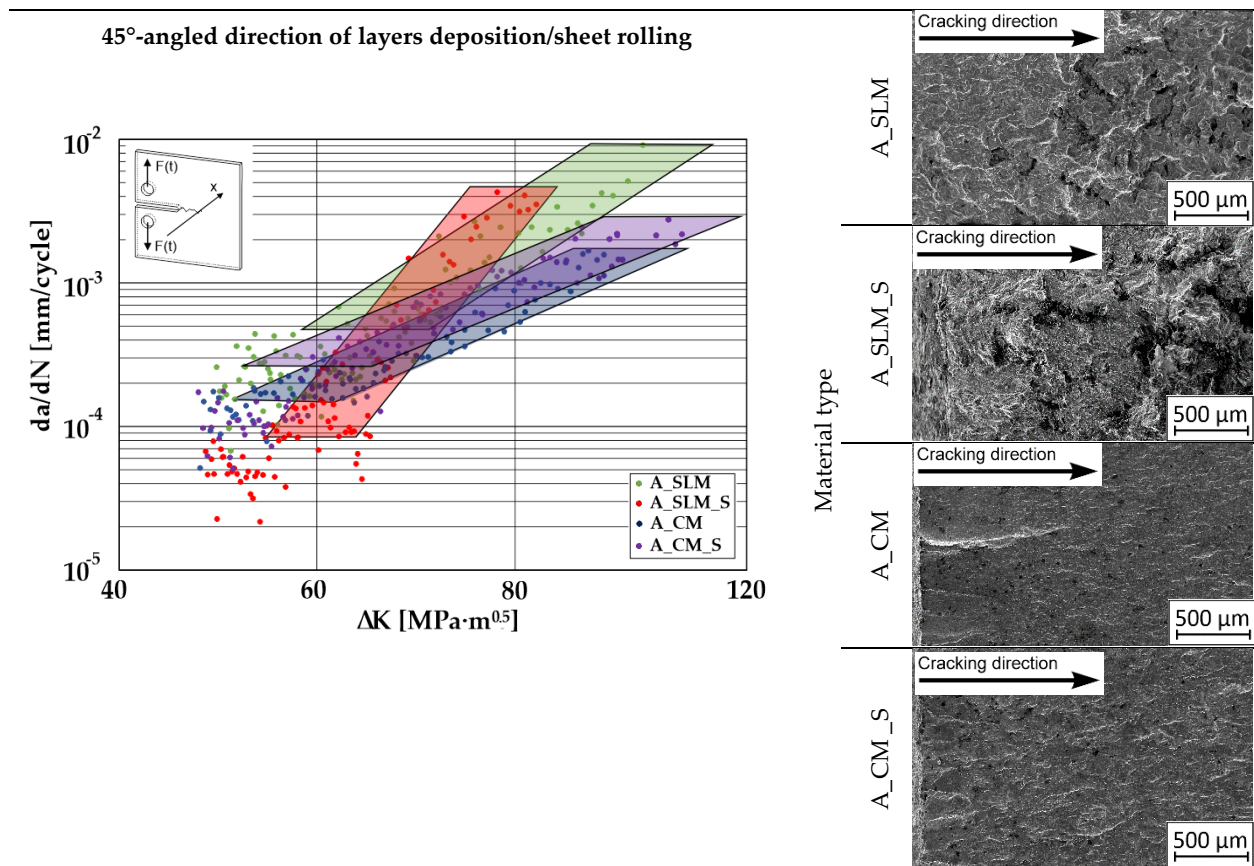 45°-angled direction of layers deposition/sheet rolling
10⁻²
10⁻³
10⁻⁴
10⁻⁵
da/dN [mm/cycle]
F(t)
x
F(t)
A_SLM
A_SLM_S
A_CM
A_CM_S
40
60
80
120
ΔK [MPa·m⁰·⁵]
Material type
A_SLM
Cracking direction
500 µm
A_SLM_S
Cracking direction
500 µm
A_CM
Cracking direction
500 µm
A_CM_S
Cracking direction
500 µm